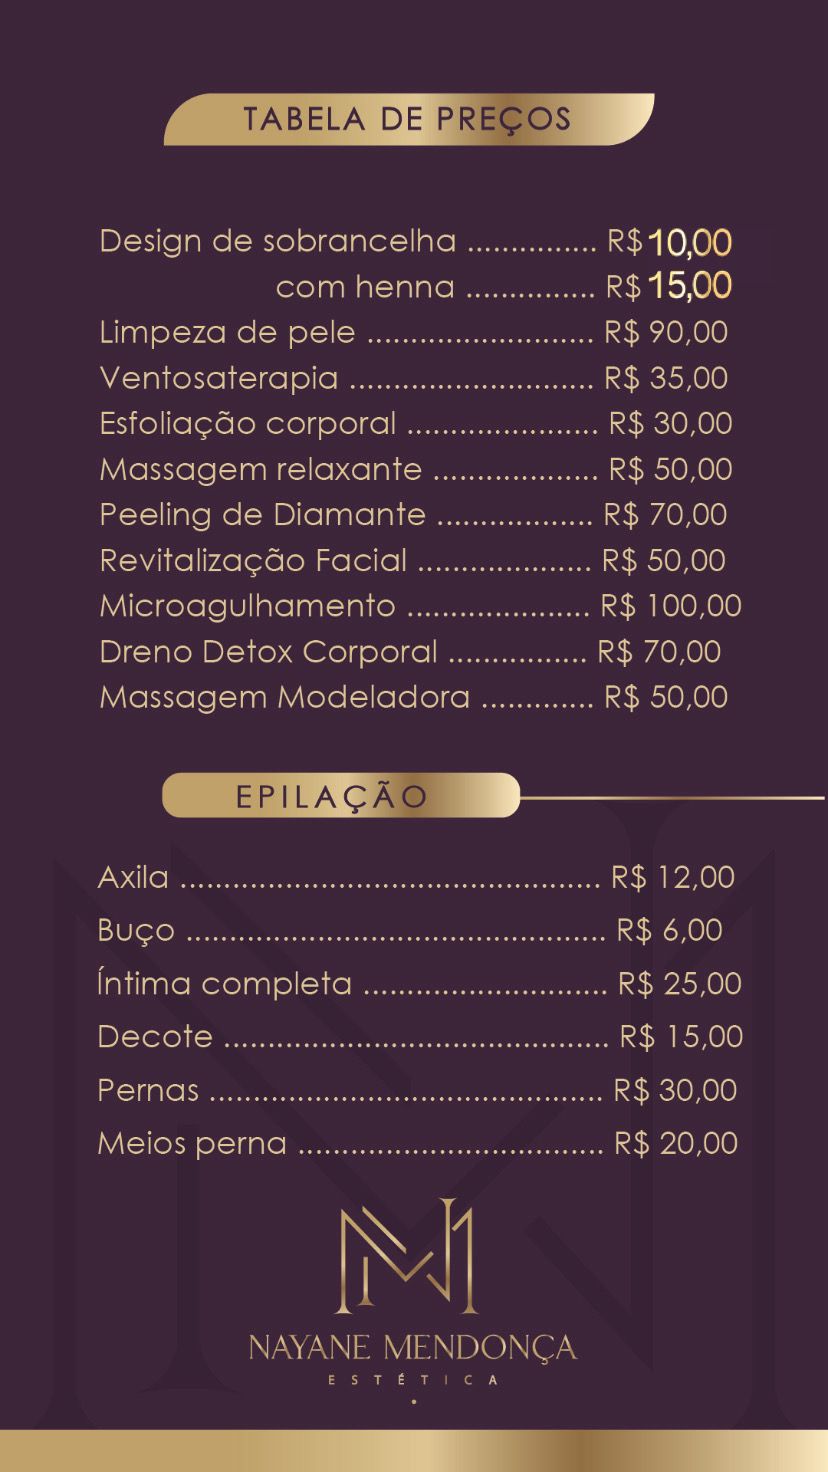 TABELA DE PREÇOS
Design de sobrancelha ............... R$ 10,00
com henna ............... R$ 15,00
Limpeza de pele .......................... R$ 90,00
Ventosaterapia ............................ R$ 35,00
Esfoliação corporal ...................... R$ 30,00
Massagem relaxante ................... R$ 50,00
Peeling de Diamante .................. R$ 70,00
Revitalização Facial .................... R$ 50,00
Microagulhamento ..................... R$ 100,00
Dreno Detox Corporal ................ R$ 70,00
Massagem Modeladora ............. R$ 50,00
EPILAÇÃO
Axila ................................................ R$ 12,00
Buço ................................................ R$ 6,00
Íntima completa ............................ R$ 25,00
Decote ............................................ R$ 15,00
Pernas ............................................. R$ 30,00
Meios perna ................................... R$ 20,00
NAYANE MENDONÇA
ESTÉTICA